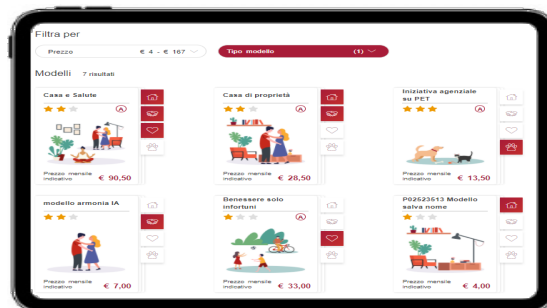 Filtra per
Prezzo € 4 - € 167
Tipo modello (1)
Modelli 7 risultati
Casa e Salute
A
Prezzo mensile
indicativo € 90,50
Casa di proprietà
A
Prezzo mensile
indicativo € 28,50
Iniziativa agenziale
su PET
A
Prezzo mensile
indicativo € 13,50
modello armonia IA
Prezzo mensile
indicativo € 7,00
Benessere solo
infortuni
A
Prezzo mensile
indicativo € 33,00
P02623513 Modello
salva nome
Prezzo mensile
indicativo € 4,00